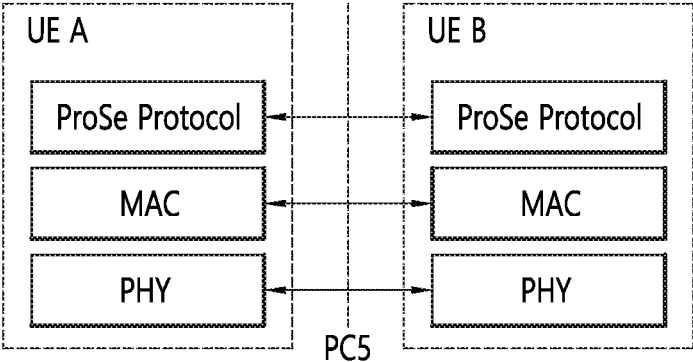 UE A
UE B
ProSe Protocol
ProSe Protocol
MAC
MAC
PHY
PHY
PC5